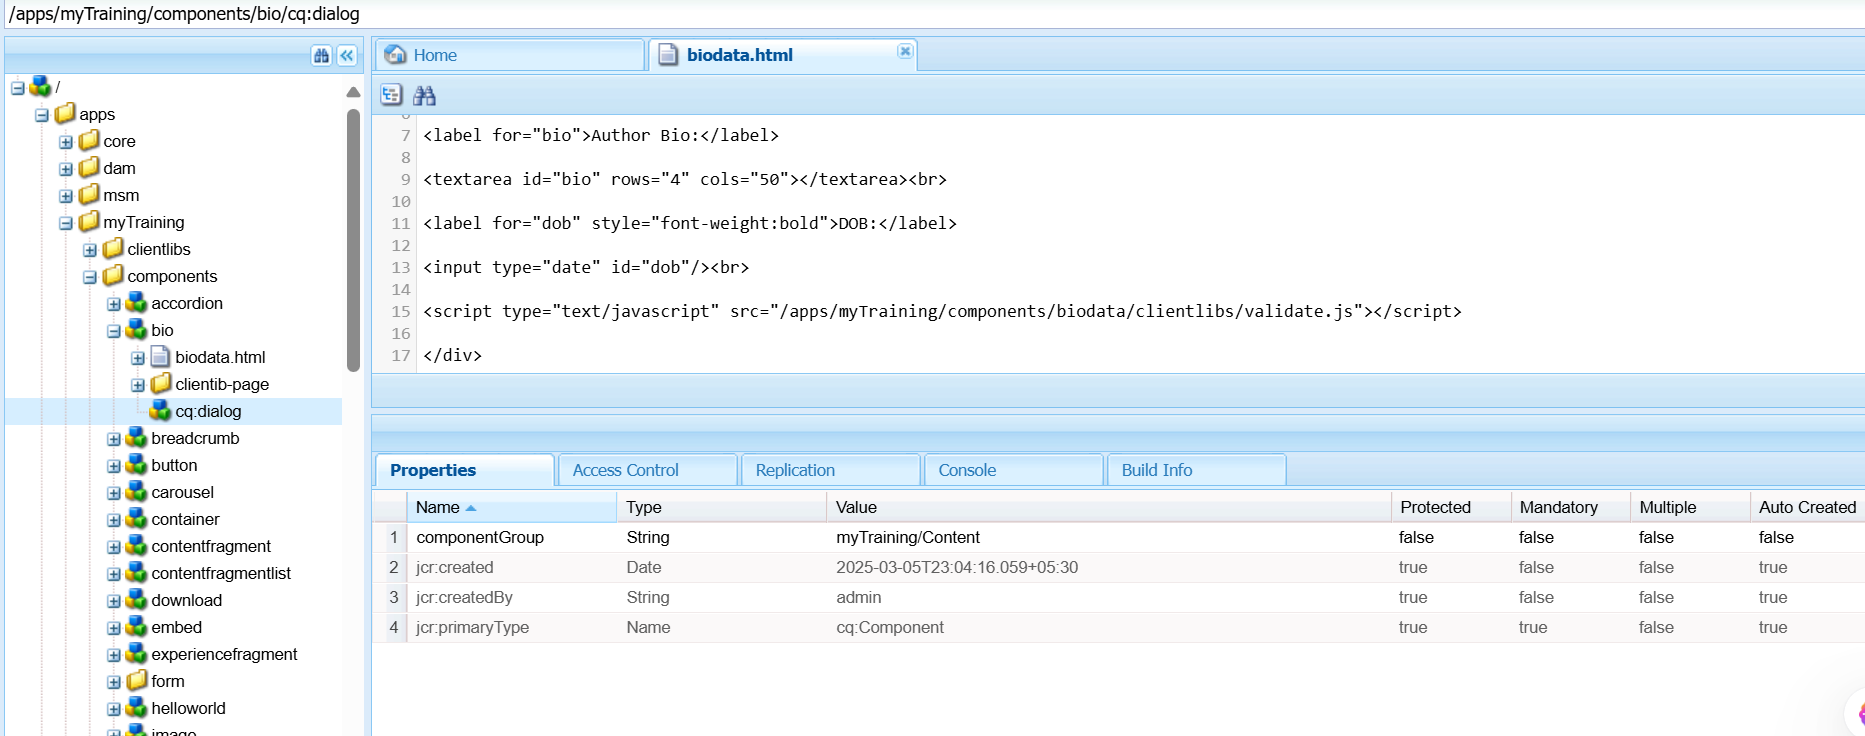 /apps/myTraining/components/bio/cq:dialog
/
apps
core
dam
msm
myTraining
clientlibs
components
accordion
bio
biodata.html
clientib-page
cq:dialog
breadcrumb
button
carousel
container
contentfragment
contentfragmentlist
download
embed
experiencefragment
form
helloworld
image
Home
biodata.html
6
7 <label for="bio">Author Bio:</label>
8
9 <textarea id="bio" rows="4" cols="50"></textarea><br>
10
11 <label for="dob" style="font-weight:bold">DOB:</label>
12
13 <input type="date" id="dob"/><br>
14
15 <script type="text/javascript" src="/apps/myTraining/components/biodata/clientlibs/validate.js"></script>
16
17 </div>
Properties Access Control Replication Console Build Info
Name Type Value Protected Mandatory Multiple Auto Created
1 componentGroup String myTraining/Content false false false false
2 jcr:created Date 2025-03-05T23:04:16.059+05:30 true false false true
3 jcr:createdBy String admin true false false true
4 jcr:primaryType Name cq:Component true true false true